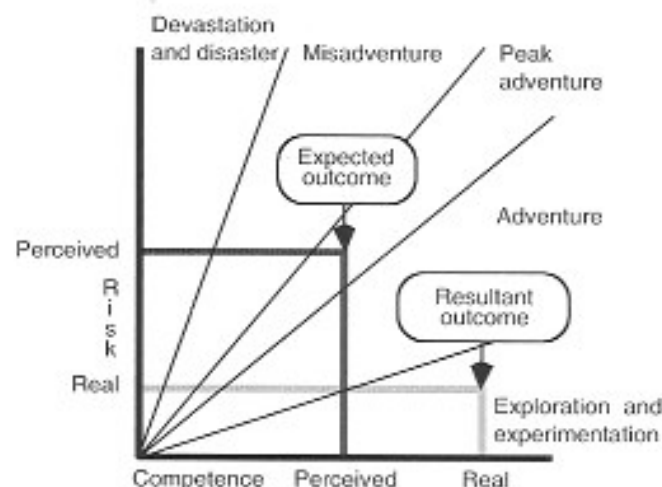 Devastation
and disaster
Misadventure
Peak
adventure
Expected
outcome
Adventure
Perceived
Risk
Resultant
outcome
Real
Exploration and
experimentation
Competence
Perceived
Real